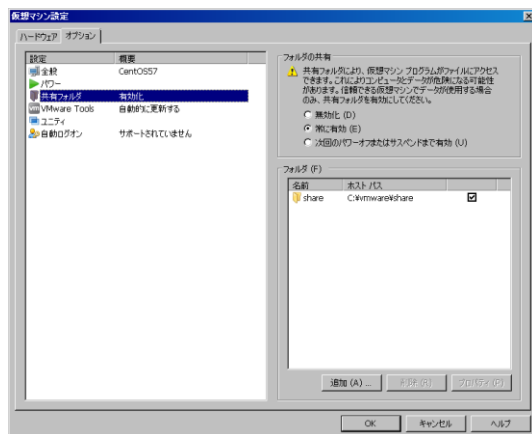 仮想マシン設定
ハードウェア オプション
設定 概要
全般 CentOS57
パワー
共有フォルダ 有効化
VMware Tools 自動的に更新する
ユニティ
自動ログオン サポートされていません
フォルダの共有
共有フォルダにより、仮想マシン プログラムがファイルにアクセス
できます。これによりコンピュータとデータが危険になる可能性
があります。信頼できる仮想マシンでデータが使用する場合
のみ、共有フォルダを有効にしてください。
無効化 (D)
常に有効 (E)
次回のパワーオフまたはサスペンドまで有効 (U)
フォルダ (F)
名前 ホスト パス
share C:¥vmware¥share
追加 (A) ... 削除 (R) プロパティ (P)
OK キャンセル ヘルプ